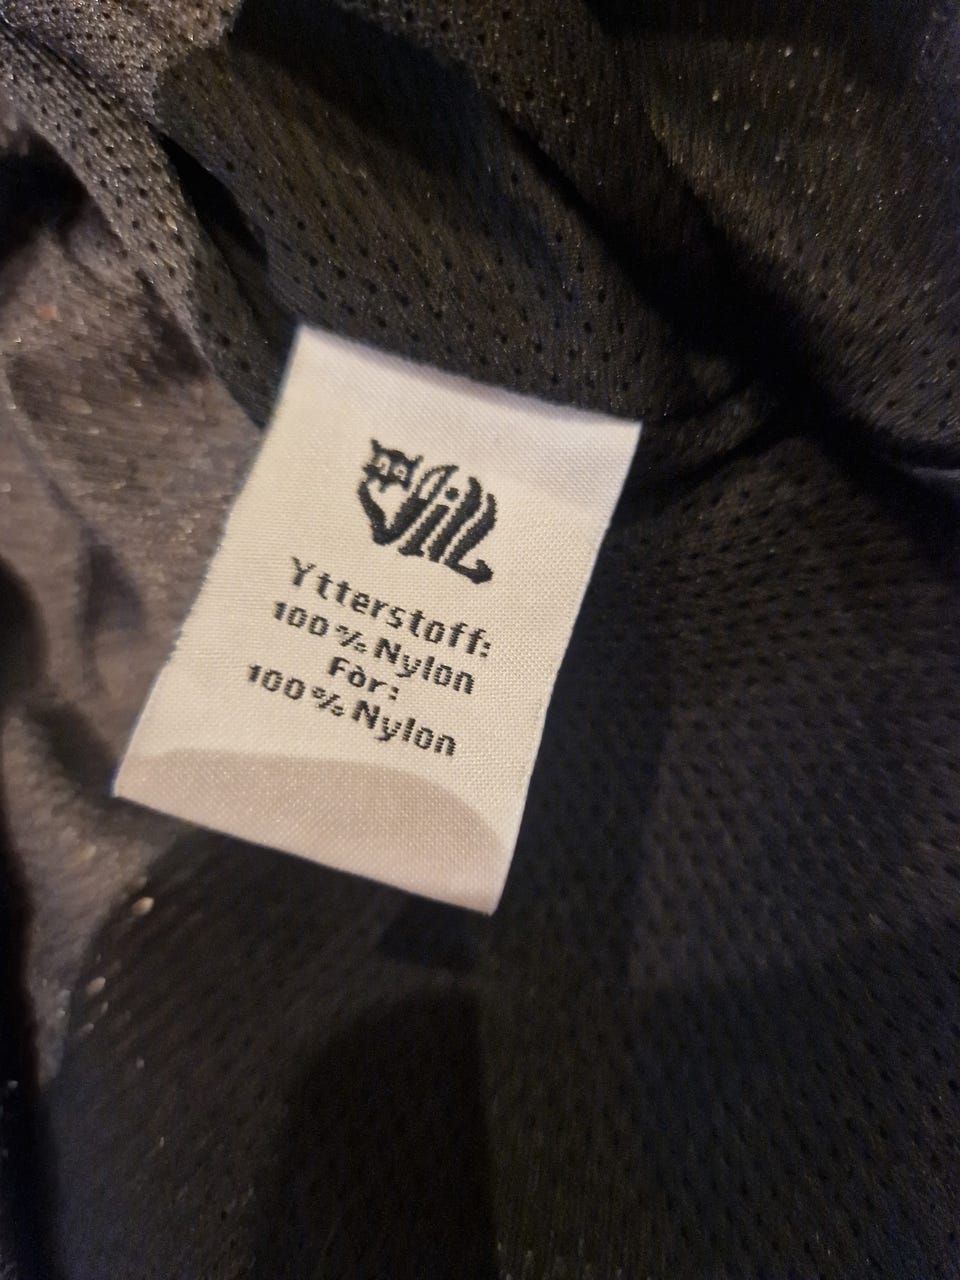 Vill
Ytterstoff:
100% Nylon
Fòr:
100% Nylon